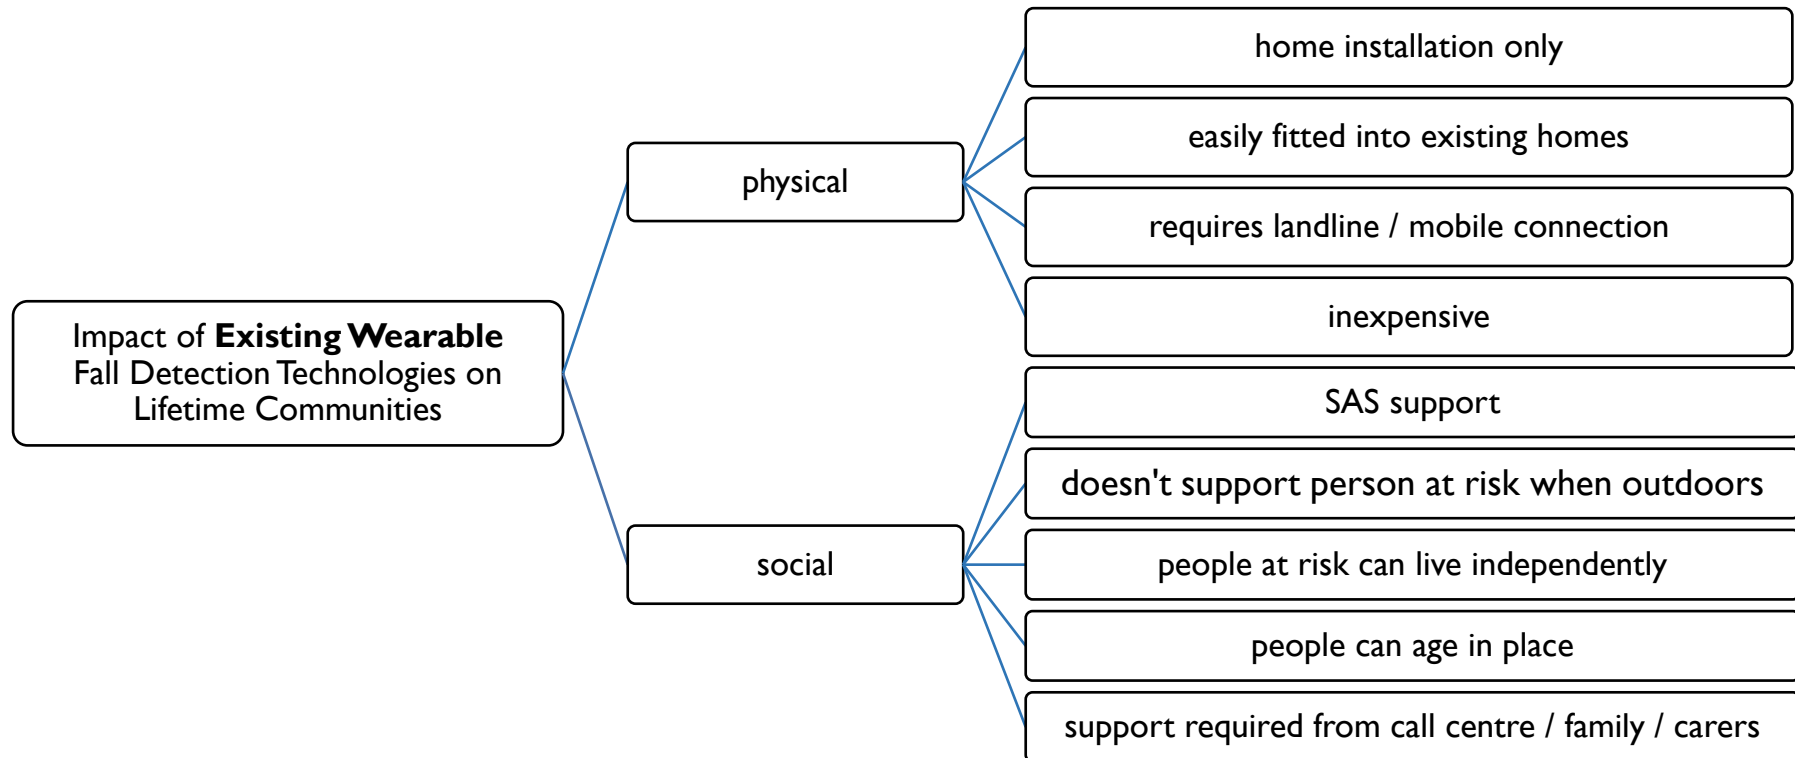 Impact of Existing Wearable
Fall Detection Technologies on
Lifetime Communities
physical
home installation only
easily fitted into existing homes
requires landline / mobile connection
inexpensive
social
SAS support
doesn't support person at risk when outdoors
people at risk can live independently
people can age in place
support required from call centre / family / carers